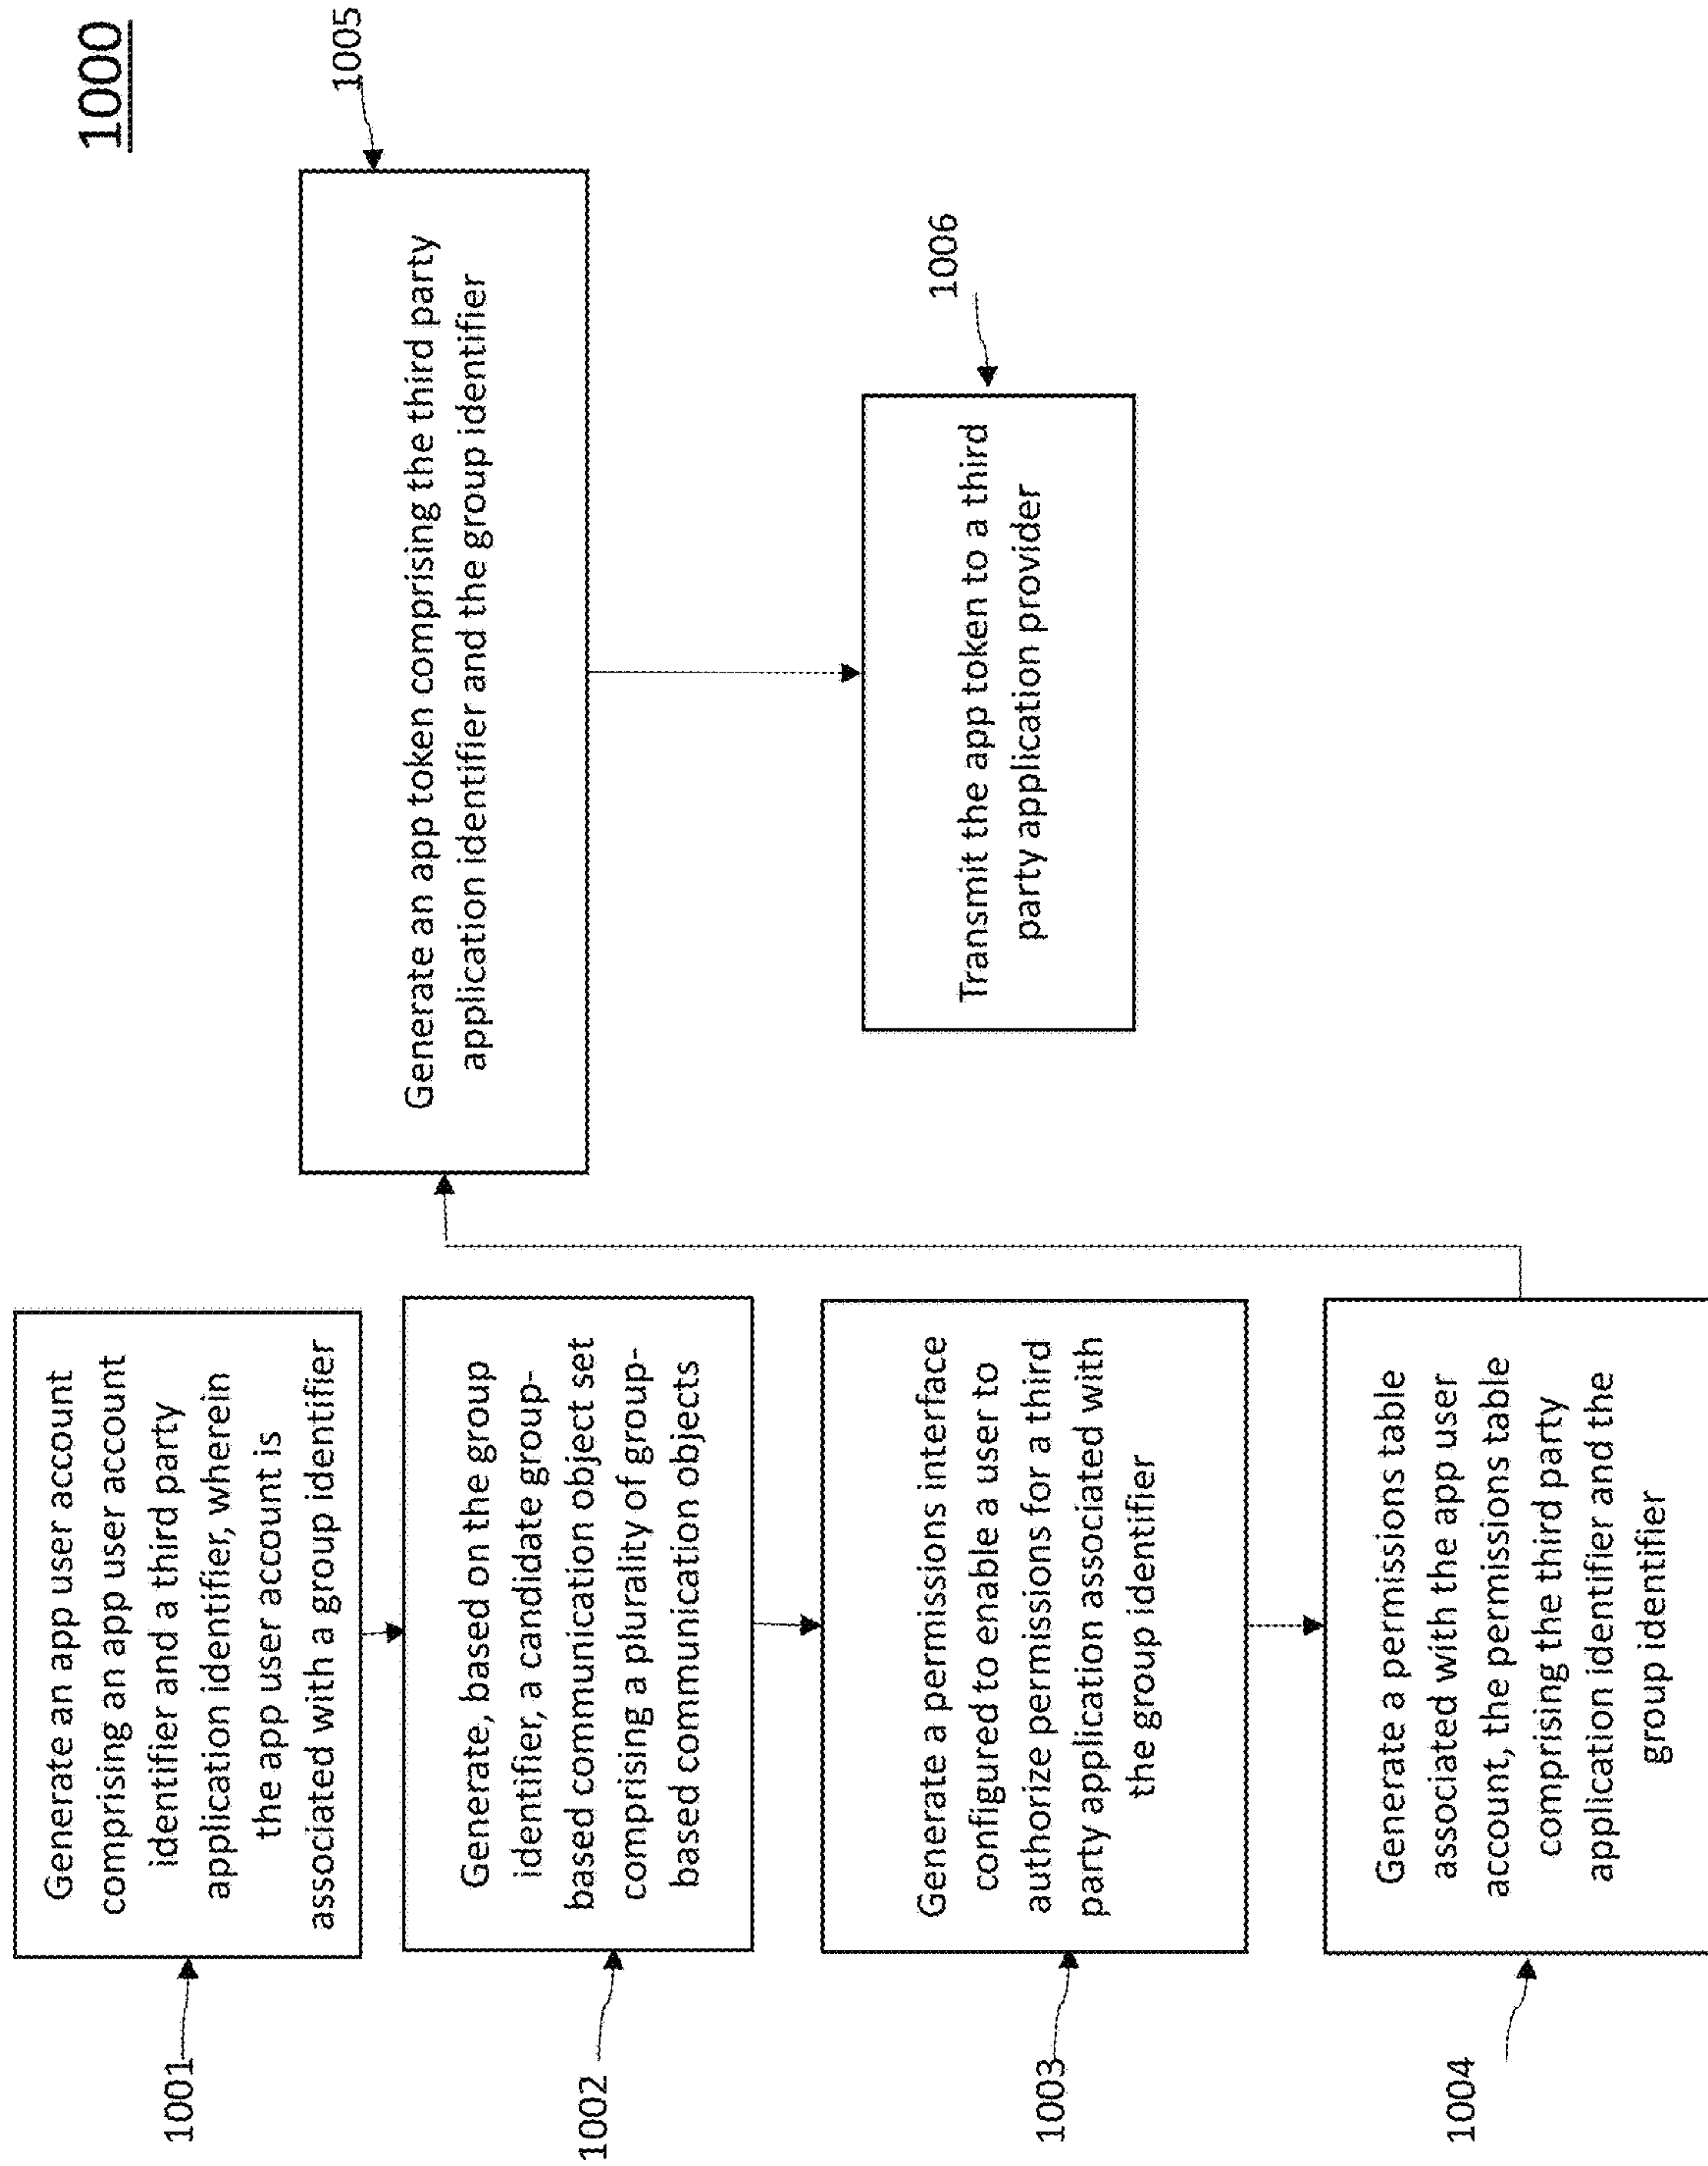 1000
1001
Generate an app user account
comprising an app user account
identifier and a third party
application identifier, wherein
the app user account is
associated with a group identifier
1002
Generate, based on the group
identifier, a candidate group-
based communication object set
comprising a plurality of group-
based communication objects
1003
Generate a permissions interface
configured to enable a user to
authorize permissions for a third
party application associated with
the group identifier
1004
Generate a permissions table
associated with the app user
account, the permissions table
comprising the third party
application identifier and the
group identifier
1005
Generate an app token comprising the third party
application identifier and the group identifier
1006
Transmit the app token to a third
party application provider